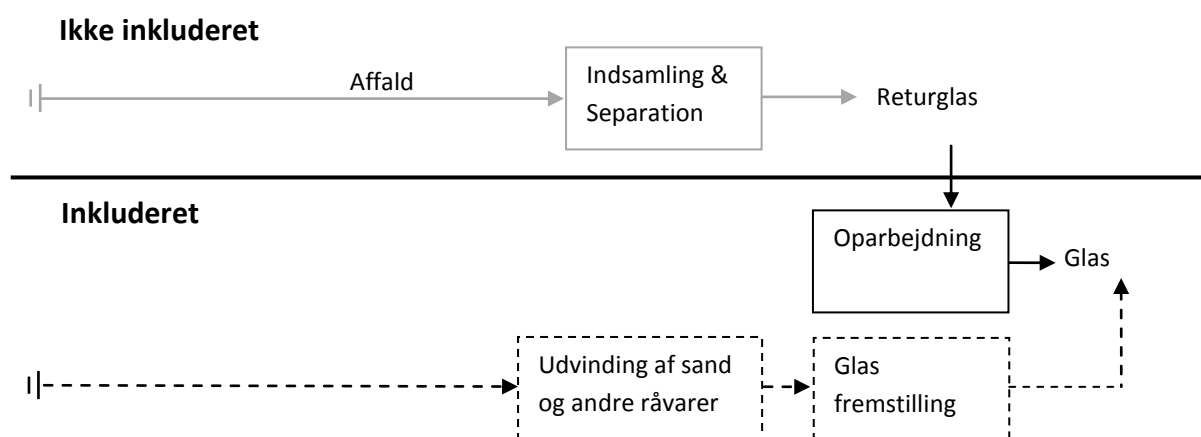 Ikke inkluderet
Affald
Indsamling &
Separation
Returglas
Inkluderet
Oparbejdning
Glas
Udvinding af sand
og andre råvarer
Glas
fremstilling